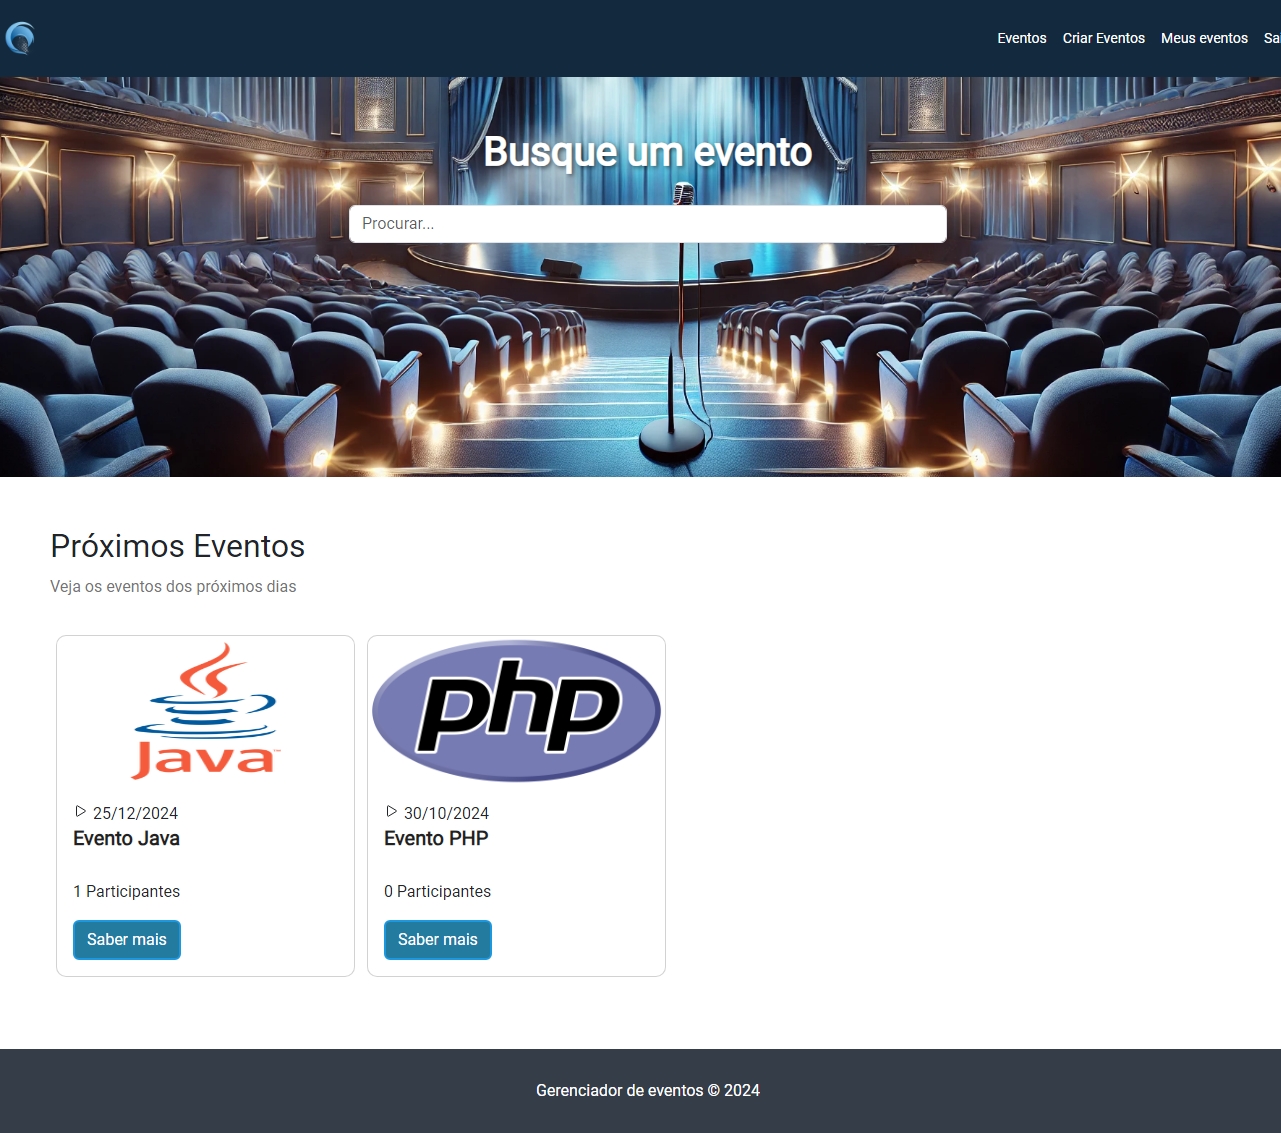 Eventos Criar Eventos Meus eventos
Busque um evento
Procurar...
Próximos Eventos
Veja os eventos dos próximos dias
Java™
php
25/12/2024
Evento Java
1 Participantes
Saber mais
30/10/2024
Evento PHP
0 Participantes
Saber mais
Gerenciador de eventos © 2024